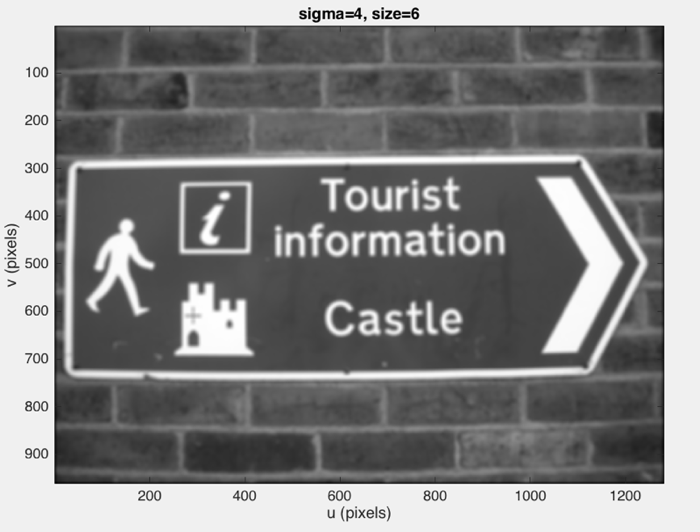 sigma=4, size=6
100
200
300
400
500
600
700
800
900
v (pixels)
i
Tourist
information
Castle
200
400
600
800
1000
1200
u (pixels)